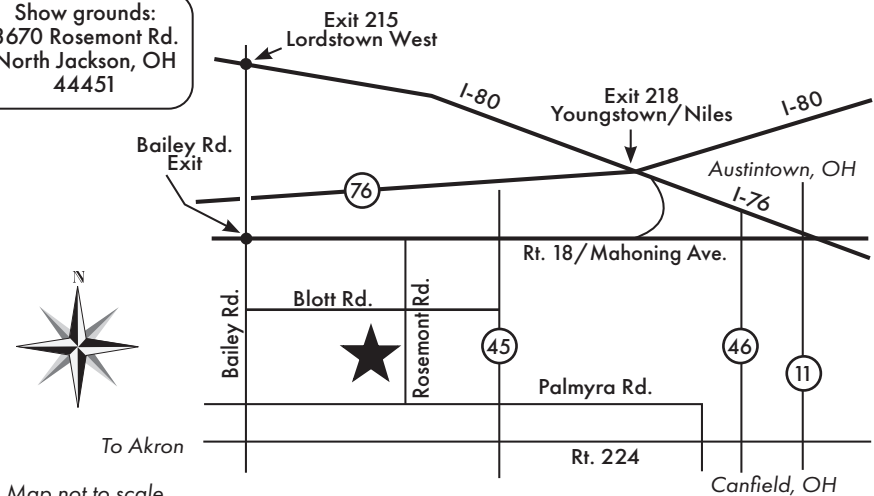 Show grounds:
3670 Rosemont Rd.
North Jackson, OH
44451
Exit 215
Lordstown West
I-80
Exit 218
Youngstown/Niles
I-80
Bailey Rd.
Exit
Austintown, OH
76
I-76
Rt. 18/Mahoning Ave.
N
Bailey Rd.
Blott Rd.
Rosemont Rd.
45
46
11
Palmyra Rd.
To Akron
Rt. 224
Map not to scale
Canfield, OH